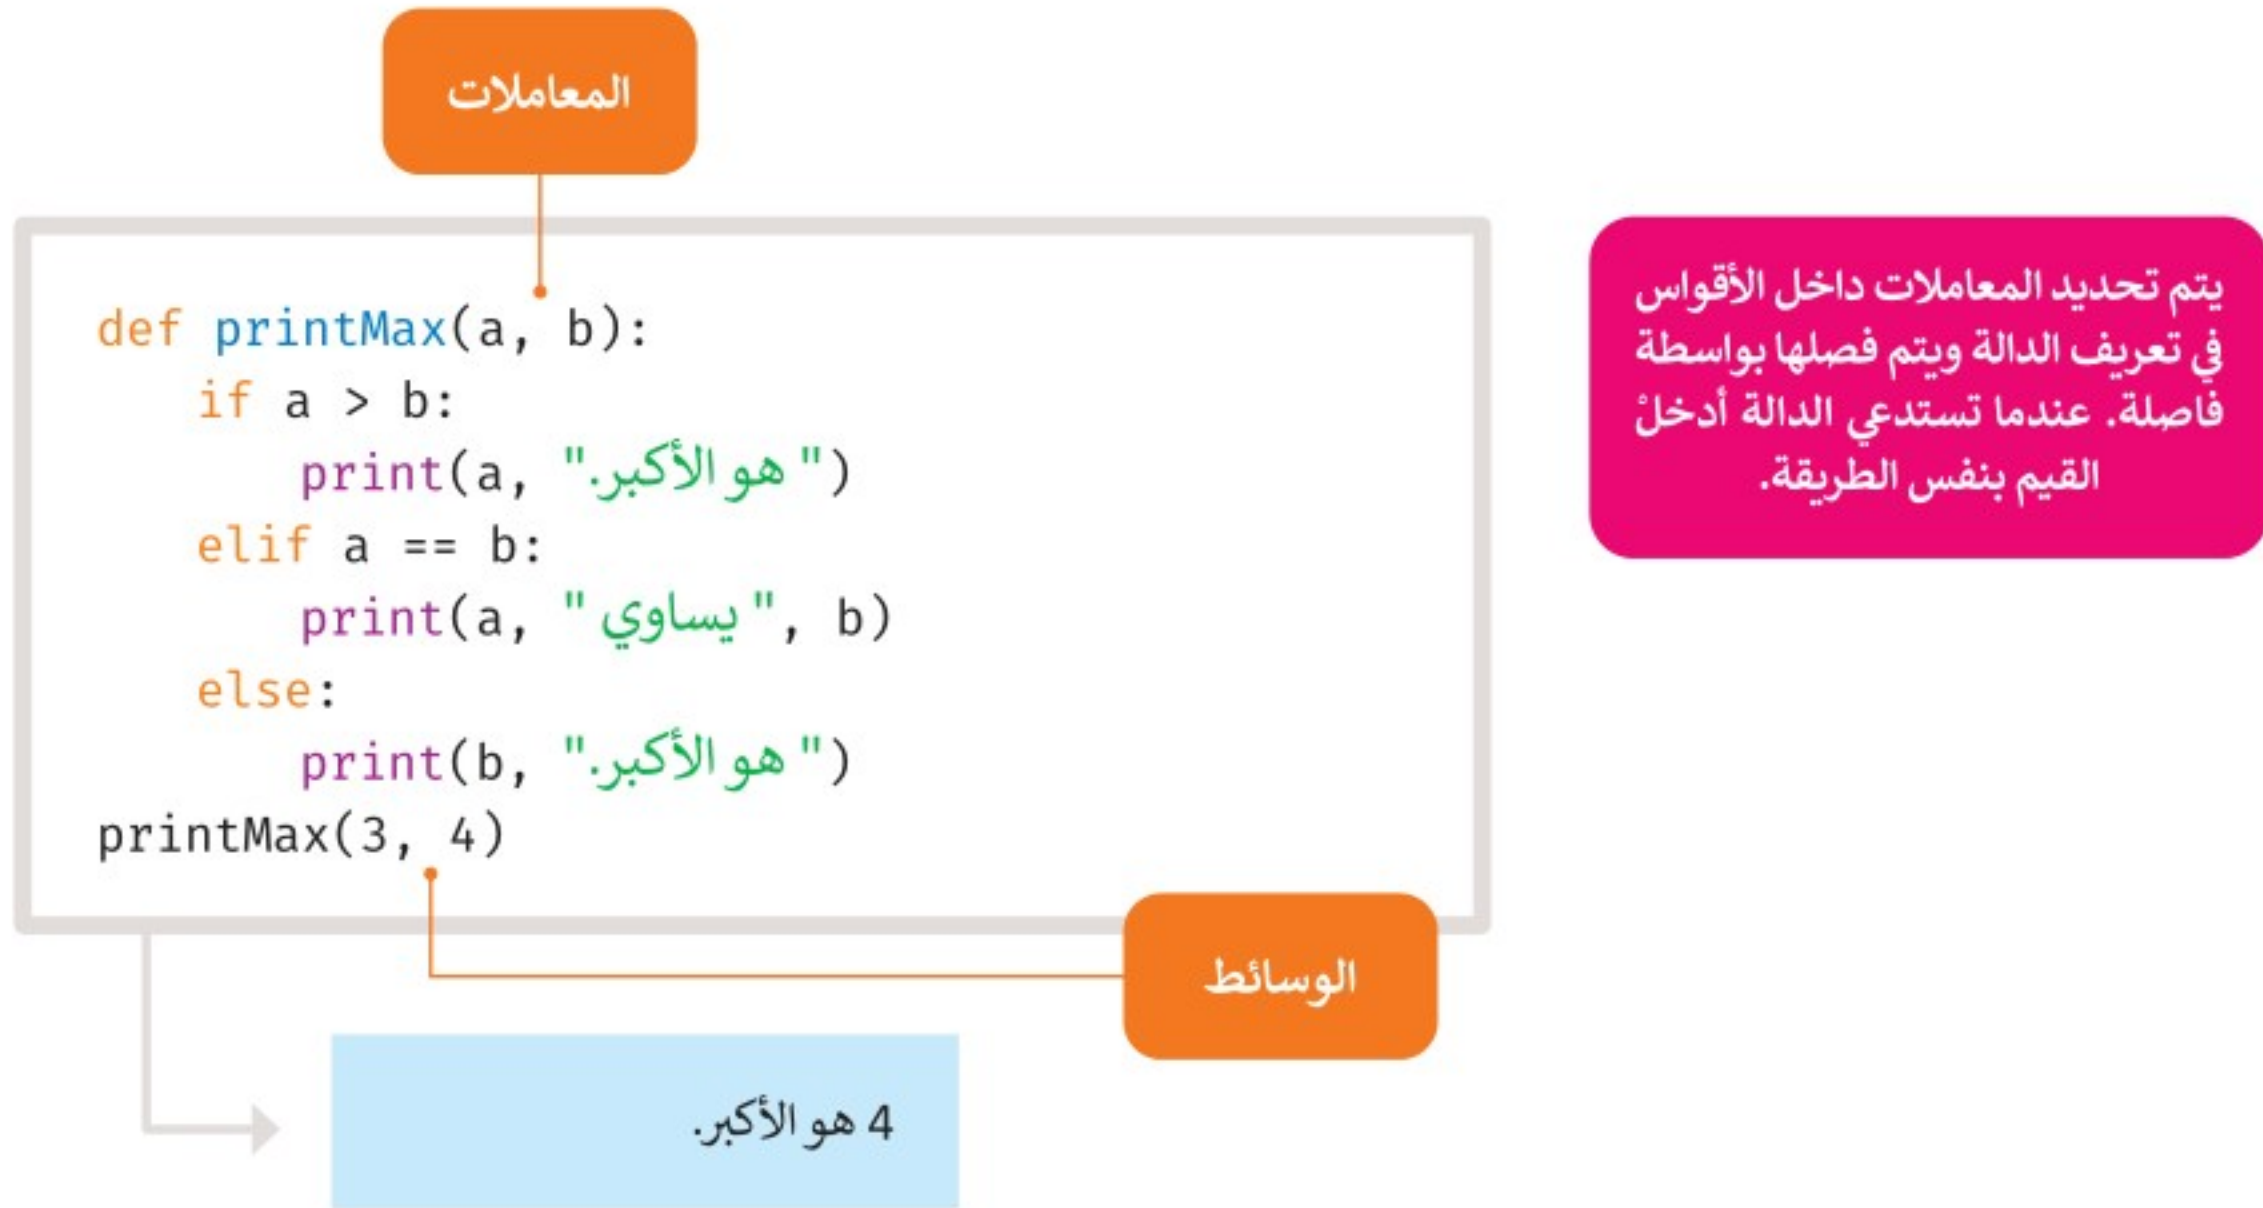 المعاملات
def printMax(a, b):
if a > b:
print(a, " هو الأكبر.")
elif a == b:
print(a, " يساوي ", b)
else:
print(b, " هو الأكبر.")
printMax(3, 4)
الوسائط
4 هو الأكبر.
يتم تحديد المعاملات داخل الأقواس
في تعريف الدالة ويتم فصلها بواسطة
فاصلة. عندما تستدعي الدالة أدخلْ
القيم بنفس الطريقة.